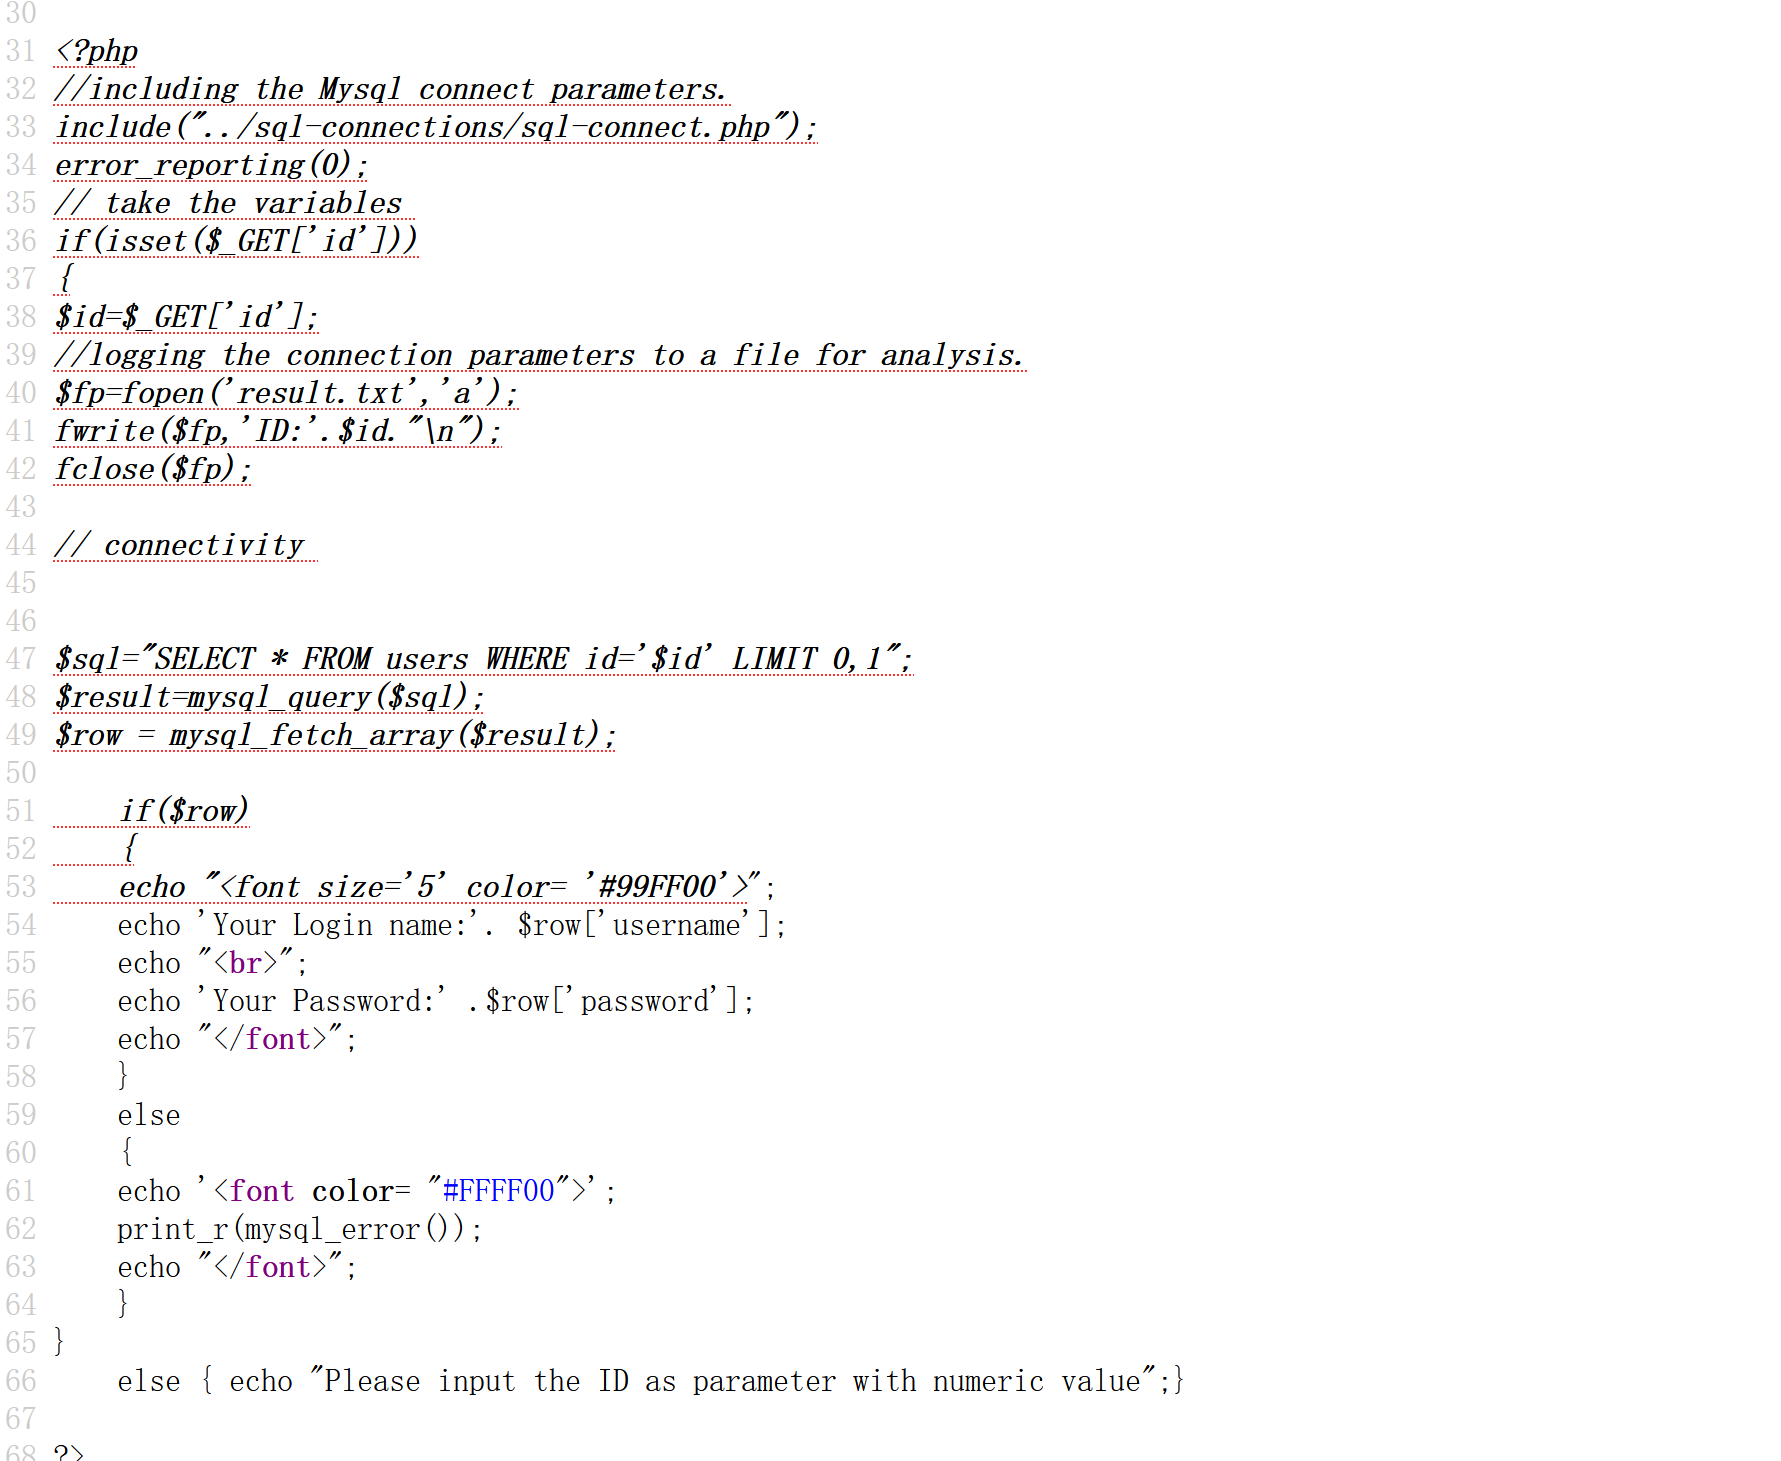 30
31 <?php
32 //including the Mysql connect parameters.
33 include("../sql-connections/sql-connect.php");
34 error_reporting(0);
35 // take the variables
36 if(isset($_GET['id']))
37 {
38 $id=$_GET['id'];
39 //logging the connection parameters to a file for analysis.
40 $fp=fopen('result.txt','a');
41 fwrite($fp,'ID:'.$id."\n");
42 fclose($fp);
43
44 // connectivity
45
46
47 $sql="SELECT * FROM users WHERE id='$id' LIMIT 0,1";
48 $result=mysql_query($sql);
49 $row = mysql_fetch_array($result);
50
51     if($row)
52     {
53     echo "<font size='5' color= '#99FF00'>";
54     echo 'Your Login name:'. $row['username'];
55     echo "<br>";
56     echo 'Your Password:' .$row['password'];
57     echo "</font>";
58     }
59     else
60     {
61     echo '<font color= "#FFFF00">';
62     print_r(mysql_error());
63     echo "</font>";
64     }
65 }
66     else { echo "Please input the ID as parameter with numeric value";}
67
68 ?>